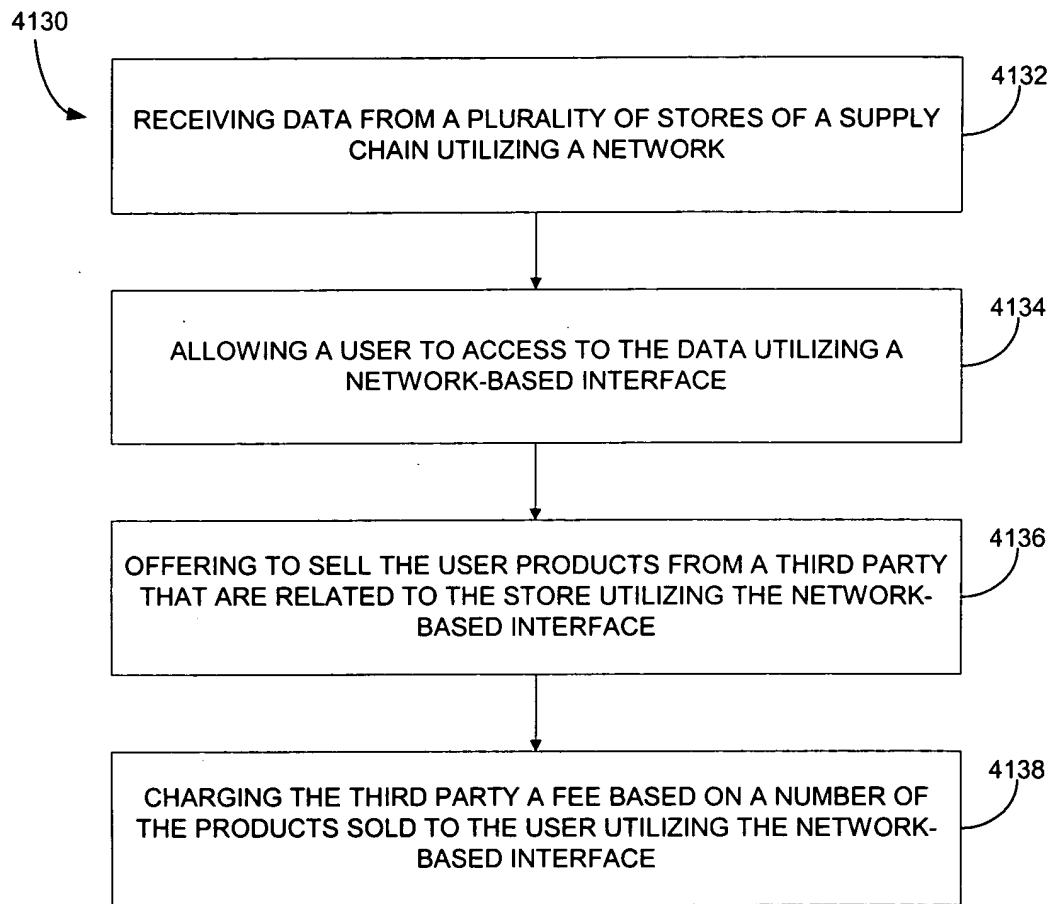 4130
4132
RECEIVING DATA FROM A PLURALITY OF STORES OF A SUPPLY
CHAIN UTILIZING A NETWORK
4134
ALLOWING A USER TO ACCESS TO THE DATA UTILIZING A
NETWORK-BASED INTERFACE
4136
OFFERING TO SELL THE USER PRODUCTS FROM A THIRD PARTY
THAT ARE RELATED TO THE STORE UTILIZING THE NETWORK-
BASED INTERFACE
4138
CHARGING THE THIRD PARTY A FEE BASED ON A NUMBER OF
THE PRODUCTS SOLD TO THE USER UTILIZING THE NETWORK-
BASED INTERFACE